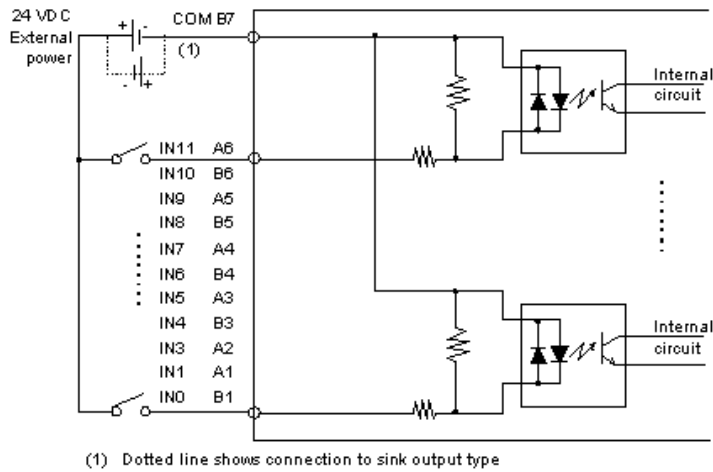 24 VDC
External
power
+ -
COM B7
(1)
- +
Internal
circuit
IN11 A6
IN10 B6
IN9 A5
IN8 B5
IN7 A4
IN6 B4
IN5 A3
IN4 B3
IN3 A2
IN1 A1
IN0 B1
Internal
circuit
(1) Dotted line shows connection to sink output type